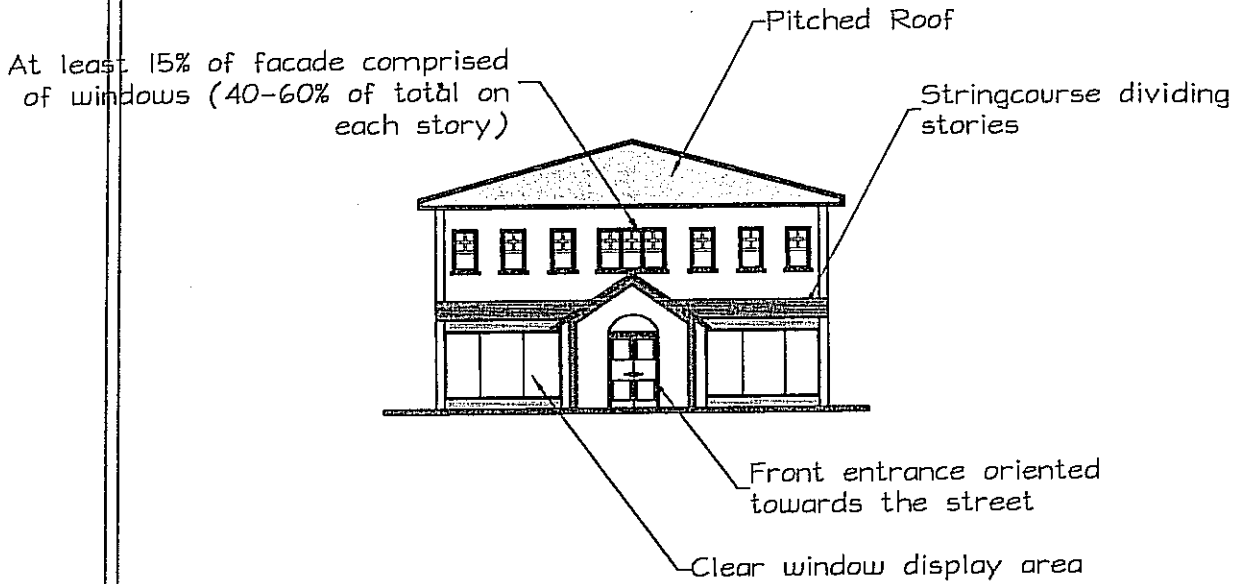 Pitched Roof
At least 15% of facade comprised
of windows (40-60% of total on
each story)
Stringcourse dividing
stories
Front entrance oriented
towards the street
Clear window display area